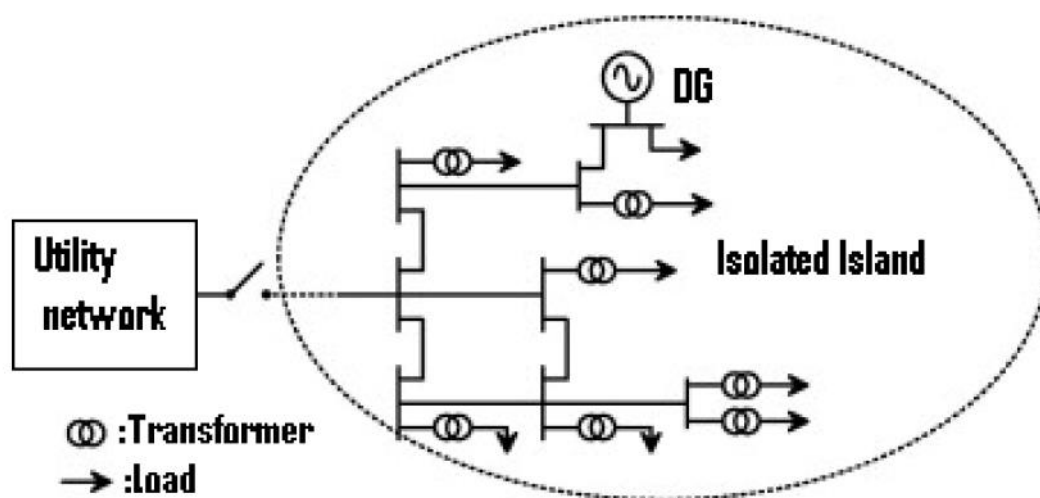 DG
Utility
network
Isolated Island
:Transformer
:Load